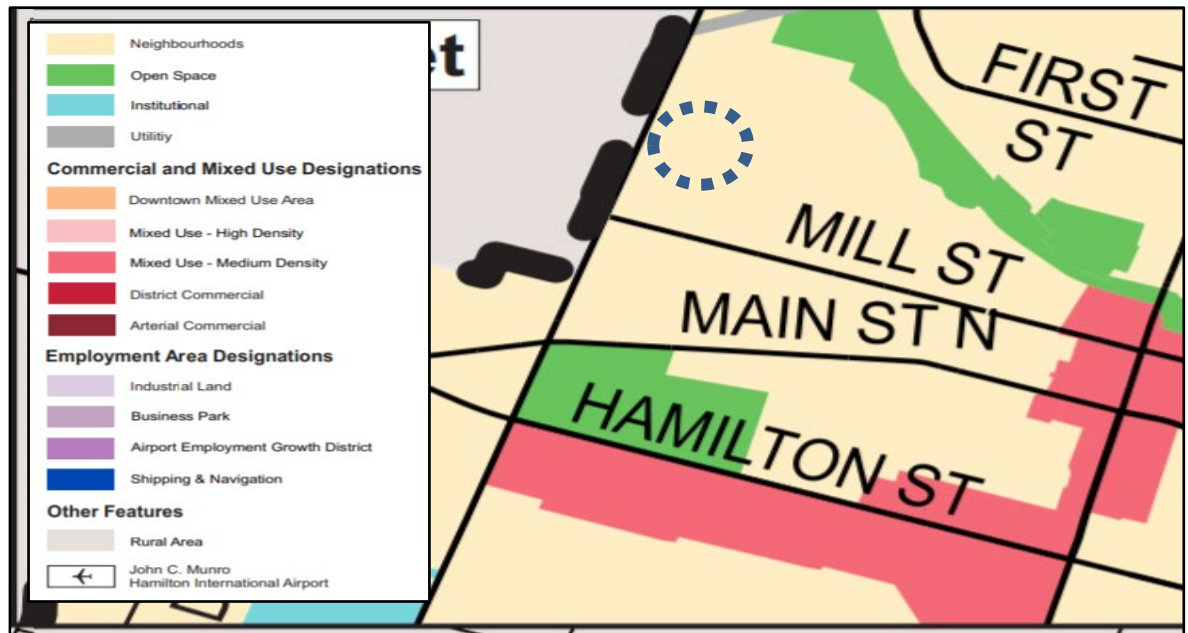 Neighbourhoods
Open Space
Institutional
Utilitiy
Commercial and Mixed Use Designations
Downtown Mixed Use Area
Mixed Use - High Density
Mixed Use - Medium Density
District Commercial
Arterial Commercial
Employment Area Designations
Industrial Land
Business Park
Airport Employment Growth District
Shipping & Navigation
Other Features
Rural Area
John C. Munro
Hamilton International Airport
et
FIRST
ST
MILL ST
MAIN ST N
HAMILTON ST